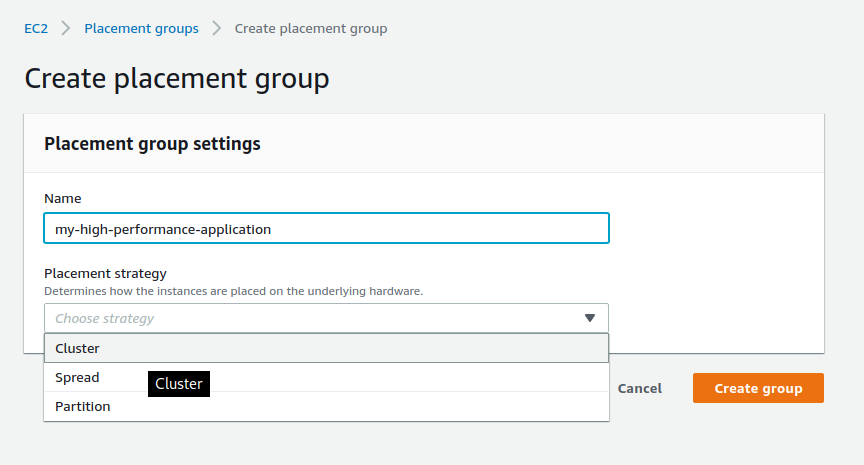 EC2 Placement groups Create placement group
Create placement group
Placement group settings
Name
my-high-performance-application
Placement strategy
Determines how the instances are placed on the underlying hardware.
Choose strategy
Cluster
Spread
Cluster
Partition
Cancel Create group